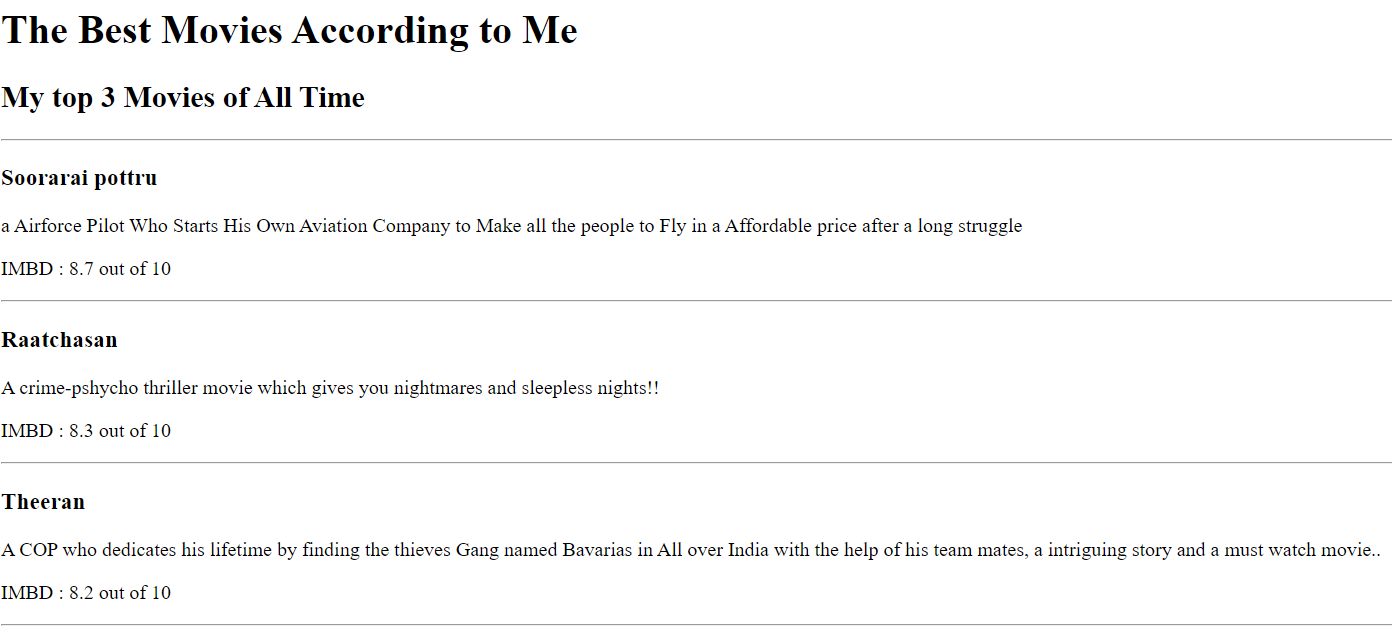 The Best Movies According to Me
My top 3 Movies of All Time
Soorarai pottru
a Airforce Pilot Who Starts His Own Aviation Company to Make all the people to Fly in a Affordable price after a long struggle
IMBD : 8.7 out of 10
Raatchasan
A crime-pshycho thriller movie which gives you nightmares and sleepless nights!!
IMBD : 8.3 out of 10
Theeran
A COP who dedicates his lifetime by finding the thieves Gang named Bavarias in All over India with the help of his team mates, a intriguing story and a must watch movie..
IMBD : 8.2 out of 10